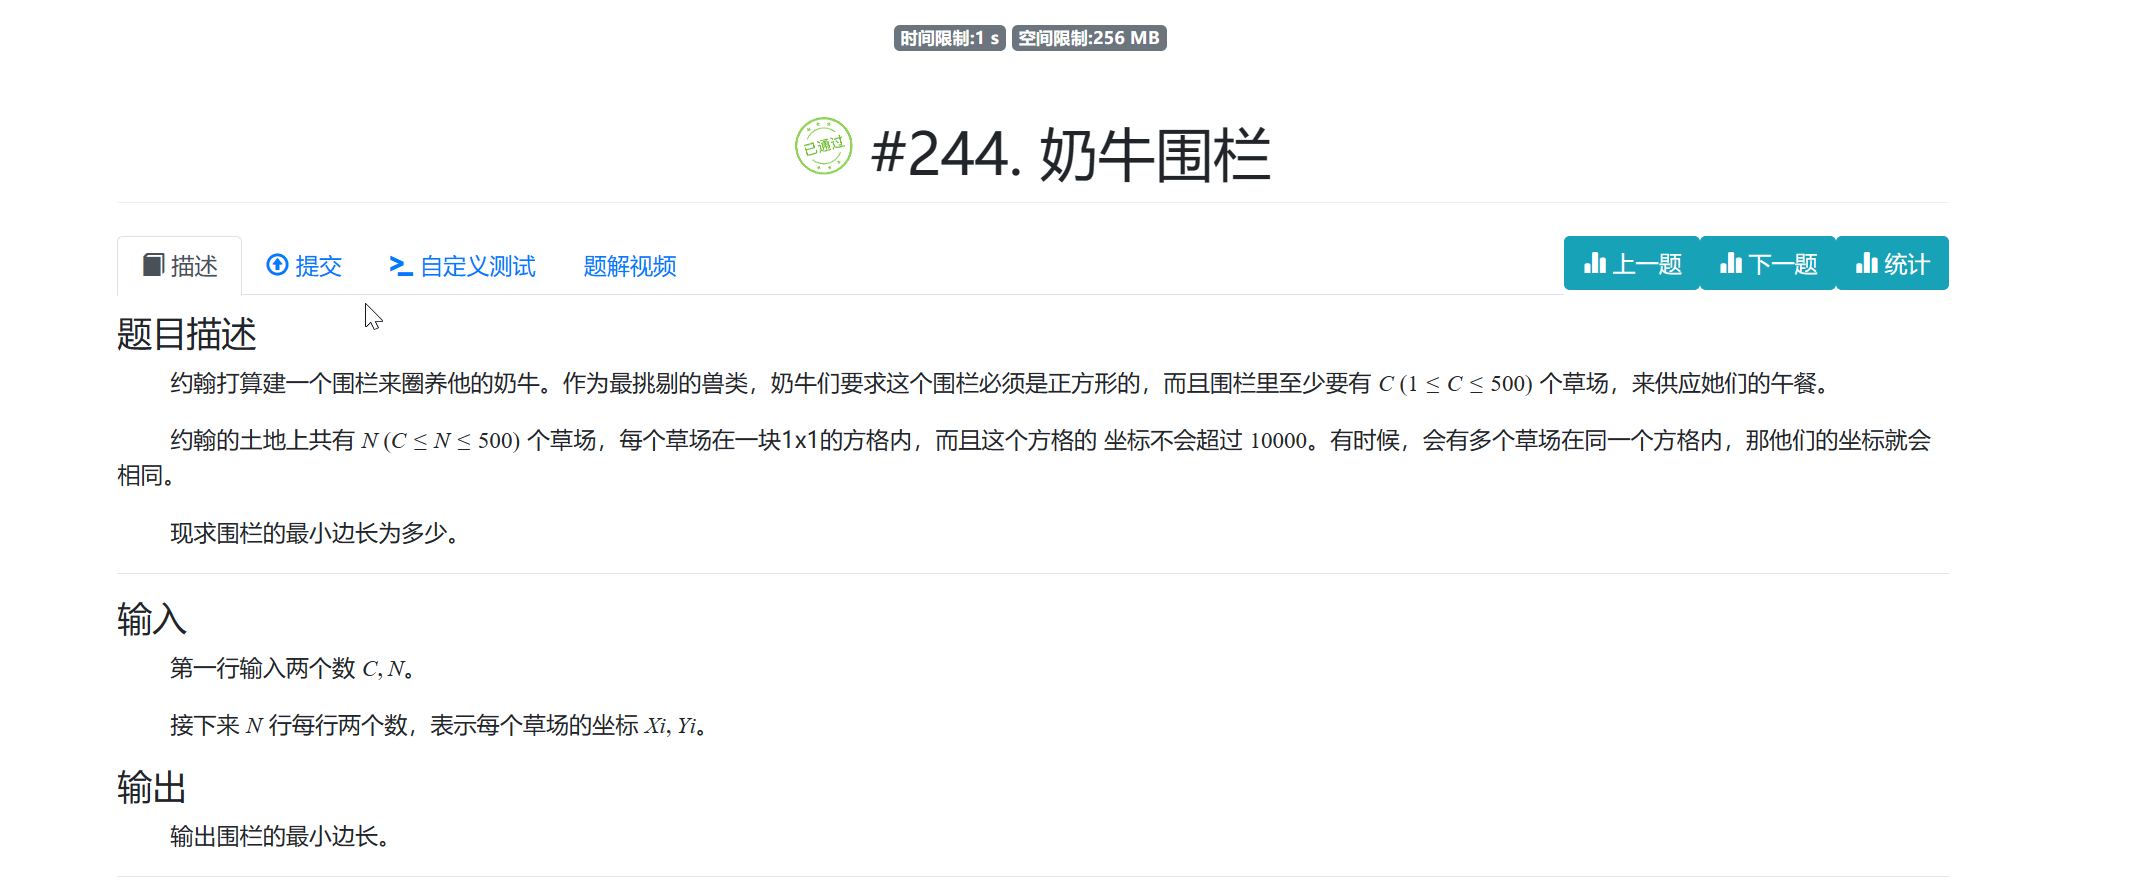 时间限制:1 s 空间限制:256 MB
已通过 #244. 奶牛围栏
描述 提交 自定义测试 题解视频 上一题 下一题 统计
题目描述
约翰打算建一个围栏来圈养他的奶牛。作为最挑剔的兽类，奶牛们要求这个围栏必须是正方形的，而且围栏里至少要有 C (1 ≤ C ≤ 500) 个草场，来供应她们的午餐。
约翰的土地上共有 N (C ≤ N ≤ 500) 个草场，每个草场在一块1x1的方格内，而且这个方格的 坐标不会超过 10000。有时候，会有多个草场在同一个方格内，那他们的坐标就会
相同。
现求围栏的最小边长为多少。
输入
第一行输入两个数 C, N。
接下来 N 行每行两个数，表示每个草场的坐标 Xi, Yi。
输出
输出围栏的最小边长。